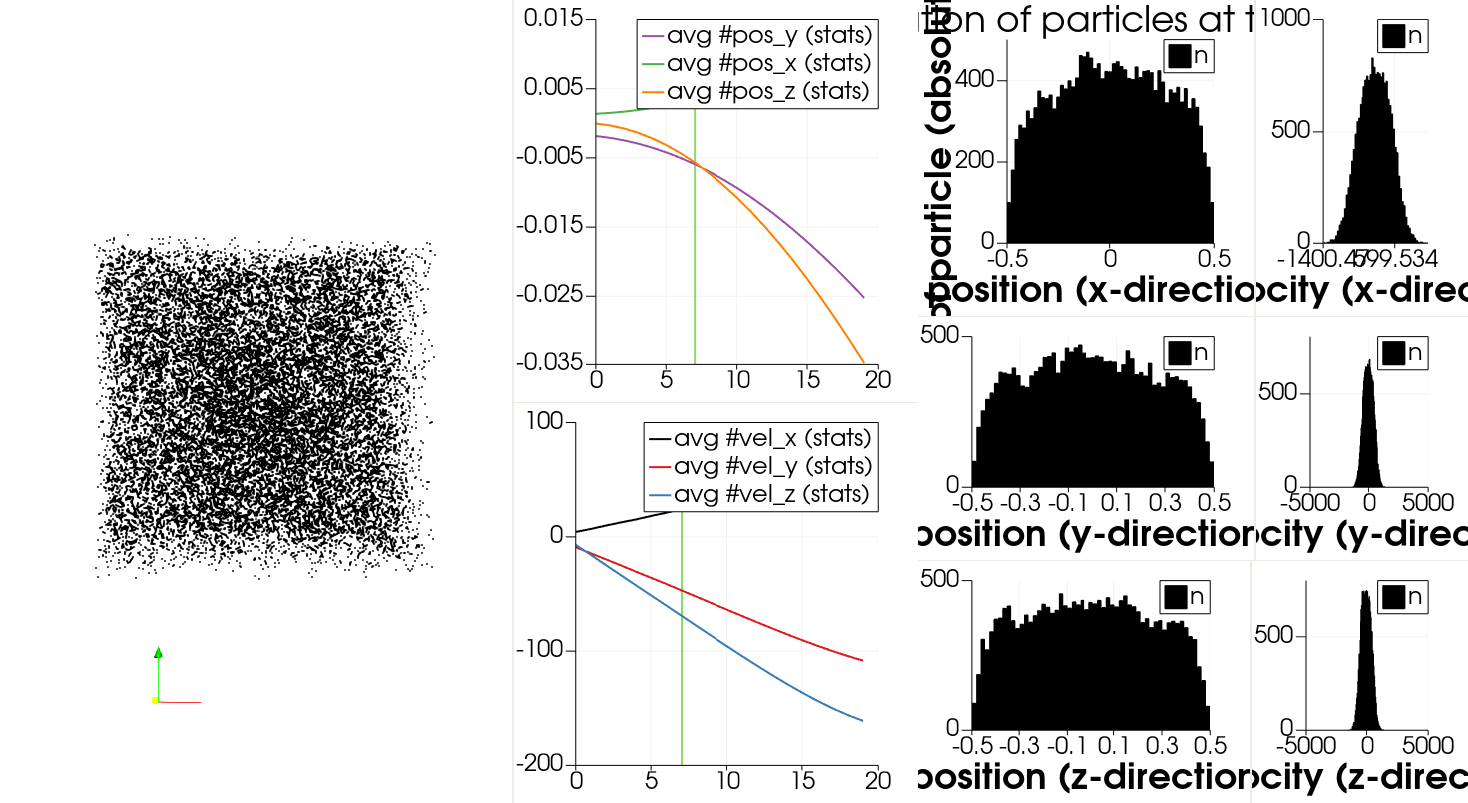 0.015
0.005
-0.005
-0.015
-0.025
-0.035
0 5 10 15 20
avg #pos_y (stats)
avg #pos_x (stats)
avg #pos_z (stats)
100
0
-100
-200
0 5 10 15 20
avg #vel_x (stats)
avg #vel_y (stats)
avg #vel_z (stats)
of particles at
particle
400
200
0
-0.5 0 0.5
n
position (x-directio
1000
500
0
n
(x-direc
500
0
-0.5 -0.3 -0.1 0.1 0.3 0.5
n
position (y-direction
500
0
-5000 0 5000
n
ocity (y-direc
500
0
-0.5 -0.3 -0.1 0.1 0.3 0.5
n
position (z-direction
500
0
-5000 0 5000
n
ocity (z-direc